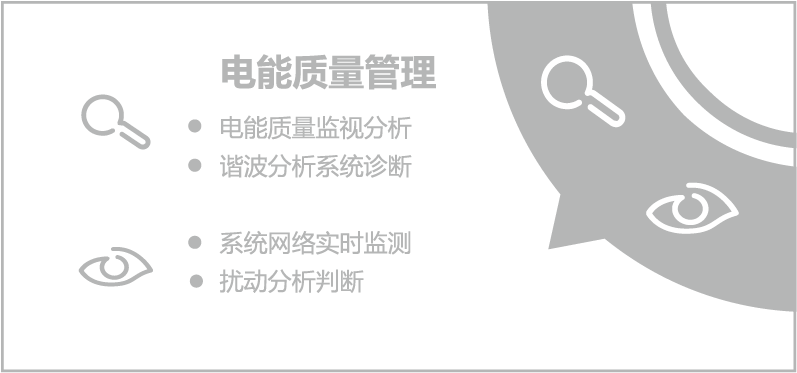 电能质量管理
电能质量监视分析
谐波分析系统诊断
系统网络实时监测
扰动分析判断